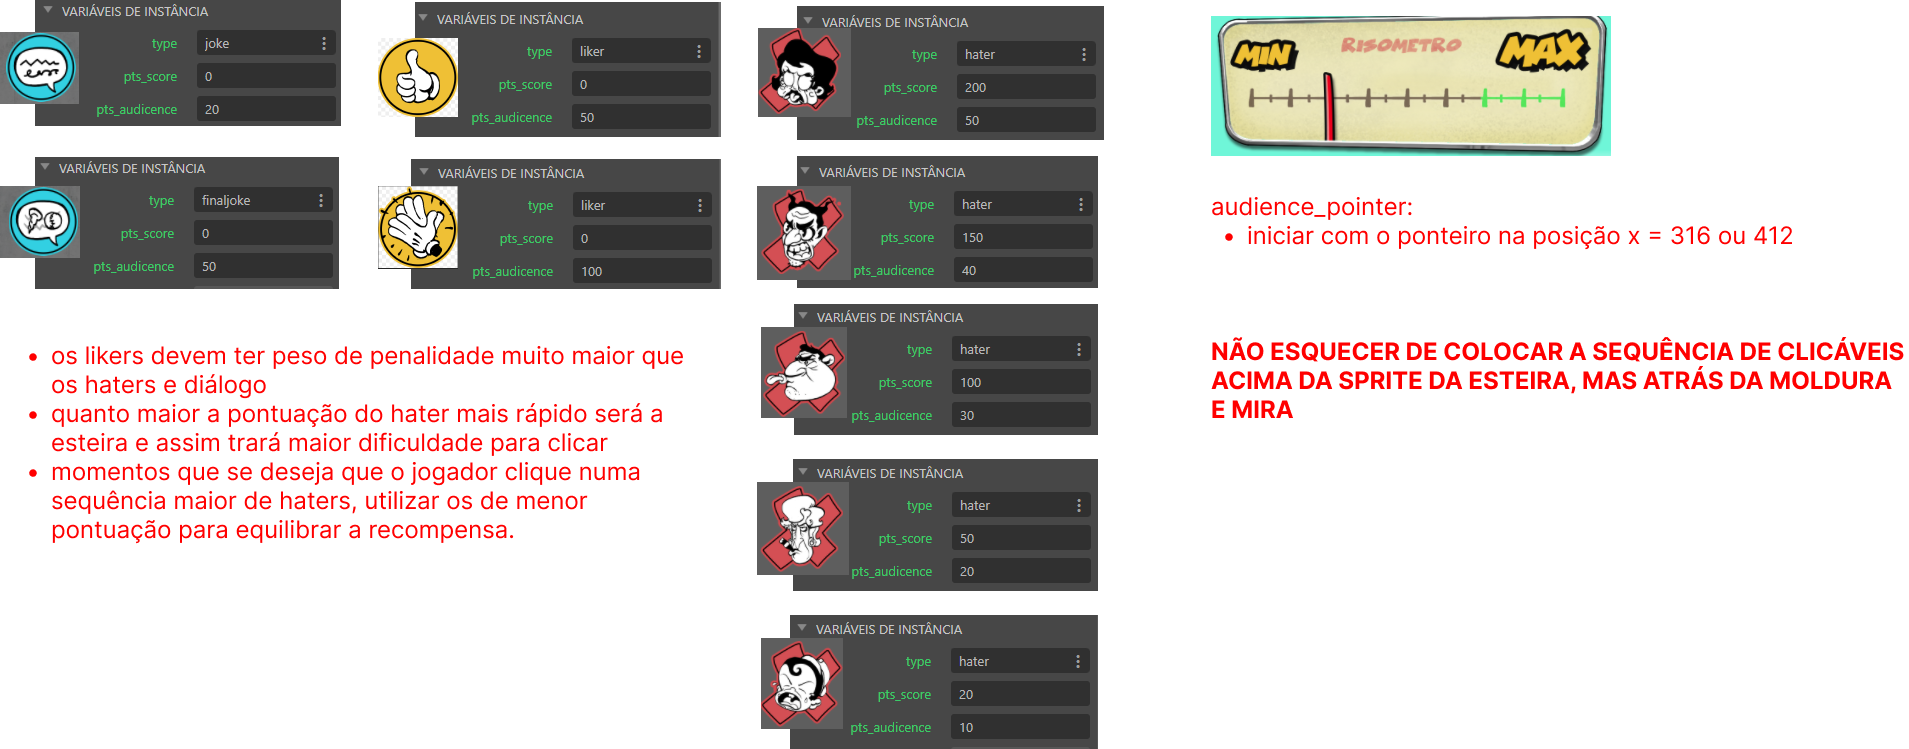 VARIÁVEIS DE INSTÂNCIA
type joke
pts_score 0
pts_audicence 20
VARIÁVEIS DE INSTÂNCIA
type finaljoke
pts_score 0
pts_audicence 50
VARIÁVEIS DE INSTÂNCIA
type liker
pts_score 0
pts_audicence 50
VARIÁVEIS DE INSTÂNCIA
type liker
pts_score 0
pts_audicence 100
• os likers devem ter peso de penalidade muito maior que
os haters e diálogo
• quanto maior a pontuação do hater mais rápido será a
esteira e assim trará maior dificuldade para clicar
• momentos que se deseja que o jogador clique numa
sequência maior de haters, utilizar os de menor
pontuação para equilibrar a recompensa.
VARIÁVEIS DE INSTÂNCIA
type hater
pts_score 200
pts_audicence 50
VARIÁVEIS DE INSTÂNCIA
type hater
pts_score 150
pts_audicence 40
VARIÁVEIS DE INSTÂNCIA
type hater
pts_score 100
pts_audicence 30
VARIÁVEIS DE INSTÂNCIA
type hater
pts_score 50
pts_audicence 20
VARIÁVEIS DE INSTÂNCIA
type hater
pts_score 20
pts_audicence 10
MIN RISOMETRO MAX
audience_pointer:
• iniciar com o ponteiro na posição x = 316 ou 412
NÃO ESQUECER DE COLOCAR A SEQUÊNCIA DE CLICÁVEIS
ACIMA DA SPRITE DA ESTEIRA, MAS ATRÁS DA MOLDURA
E MIRA